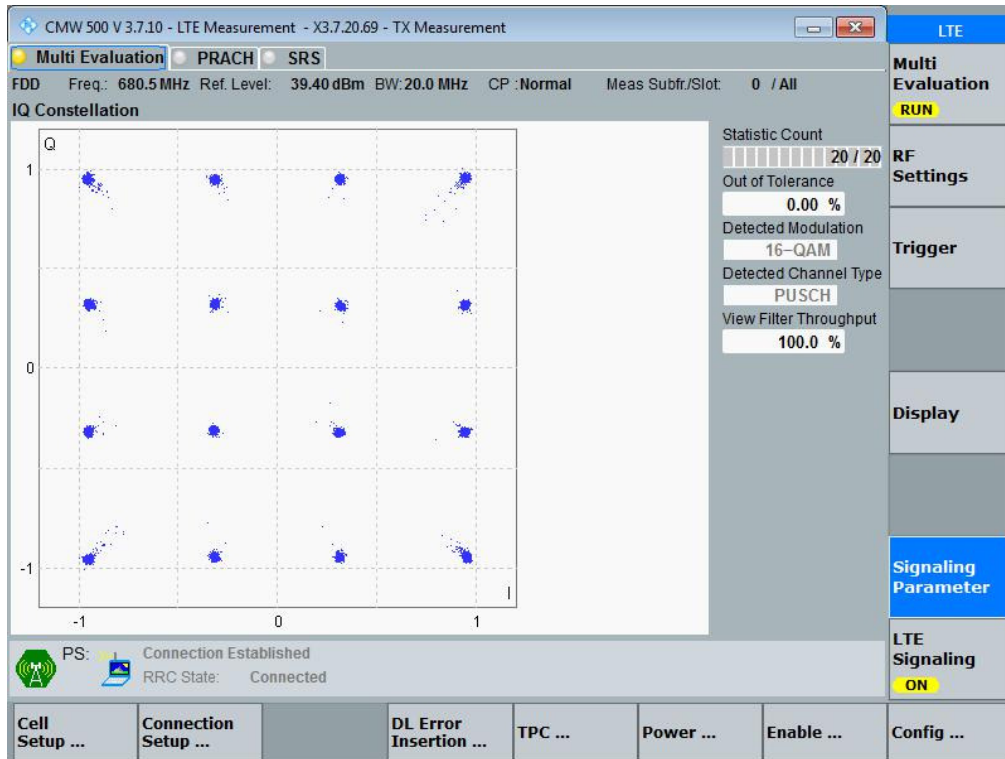 CMW 500 V 3.7.10 - LTE Measurement - X3.7.20.69 - TX Measurement
LTE
Multi Evaluation PRACH SRS
FDD Freq.: 680.5 MHz Ref. Level: 39.40 dBm BW: 20.0 MHz CP : Normal Meas Subfr./Slot: 0 / All
IQ Constellation
Q
1
0
-1
I
-1 0 1
Statistic Count
20 / 20
Out of Tolerance
0.00 %
Detected Modulation
16-QAM
Detected Channel Type
PUSCH
View Filter Throughput
100.0 %
Multi
Evaluation
RUN
RF
Settings
Trigger
Display
Signaling
Parameter
LTE
Signaling
ON
PS: Connection Established
RRC State: Connected
Cell
Setup ...
Connection
Setup ...
DL Error
Insertion ...
TPC ...
Power ...
Enable ...
Config ...